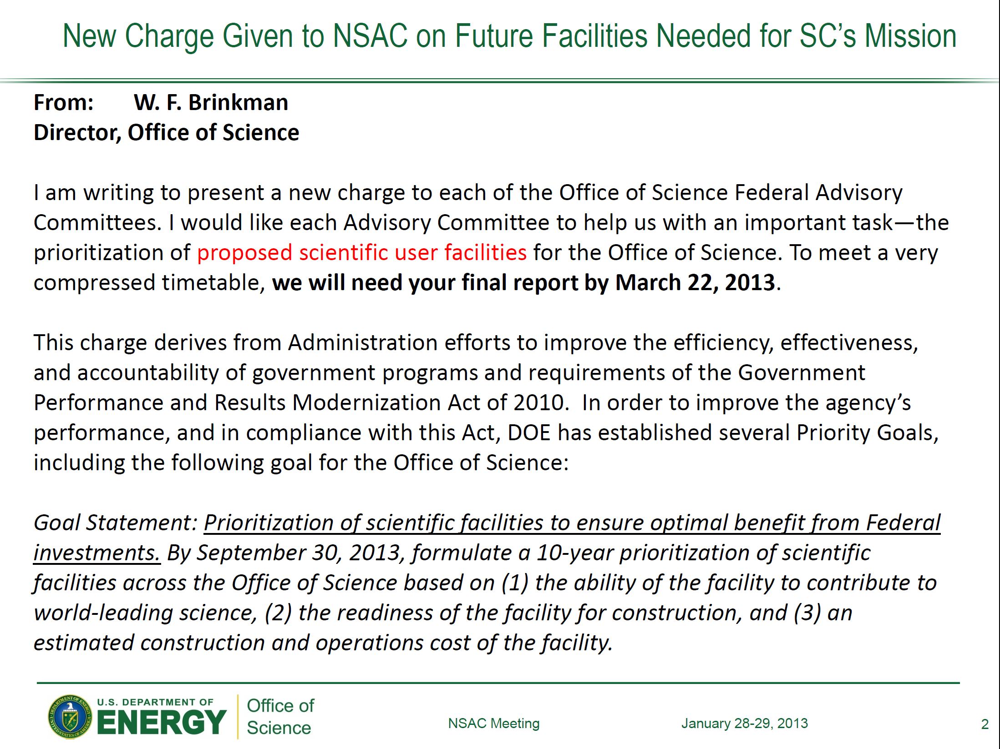 New Charge Given to NSAC on Future Facilities Needed for SC’s Mission
From: W. F. Brinkman
Director, Office of Science
I am writing to present a new charge to each of the Office of Science Federal Advisory
Committees. I would like each Advisory Committee to help us with an important task—the
prioritization of proposed scientific user facilities for the Office of Science. To meet a very
compressed timetable, we will need your final report by March 22, 2013.
This charge derives from Administration efforts to improve the efficiency, effectiveness,
and accountability of government programs and requirements of the Government
Performance and Results Modernization Act of 2010.  In order to improve the agency’s
performance, and in compliance with this Act, DOE has established several Priority Goals,
including the following goal for the Office of Science:
Goal Statement: Prioritization of scientific facilities to ensure optimal benefit from Federal
investments. By September 30, 2013, formulate a 10-year prioritization of scientific
facilities across the Office of Science based on (1) the ability of the facility to contribute to
world-leading science, (2) the readiness of the facility for construction, and (3) an
estimated construction and operations cost of the facility.
DEPARTMENT OF ENERGY
UNITED STATES OF AMERICA
U.S. DEPARTMENT OF
ENERGY
Office of
Science
NSAC Meeting
January 28-29, 2013
2